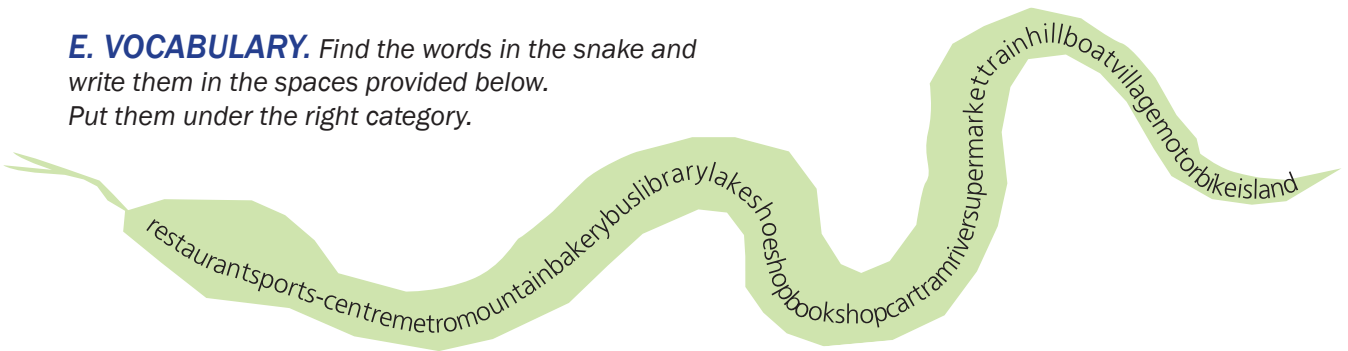 E. VOCABULARY. Find the words in the snake and
write them in the spaces provided below.
Put them under the right category.
restaurantsports-centremetromountainbakerybuslibrarylakeshoeshopbookshopcartramriversupermarkettrainhillboatvillagemotorbikeisland